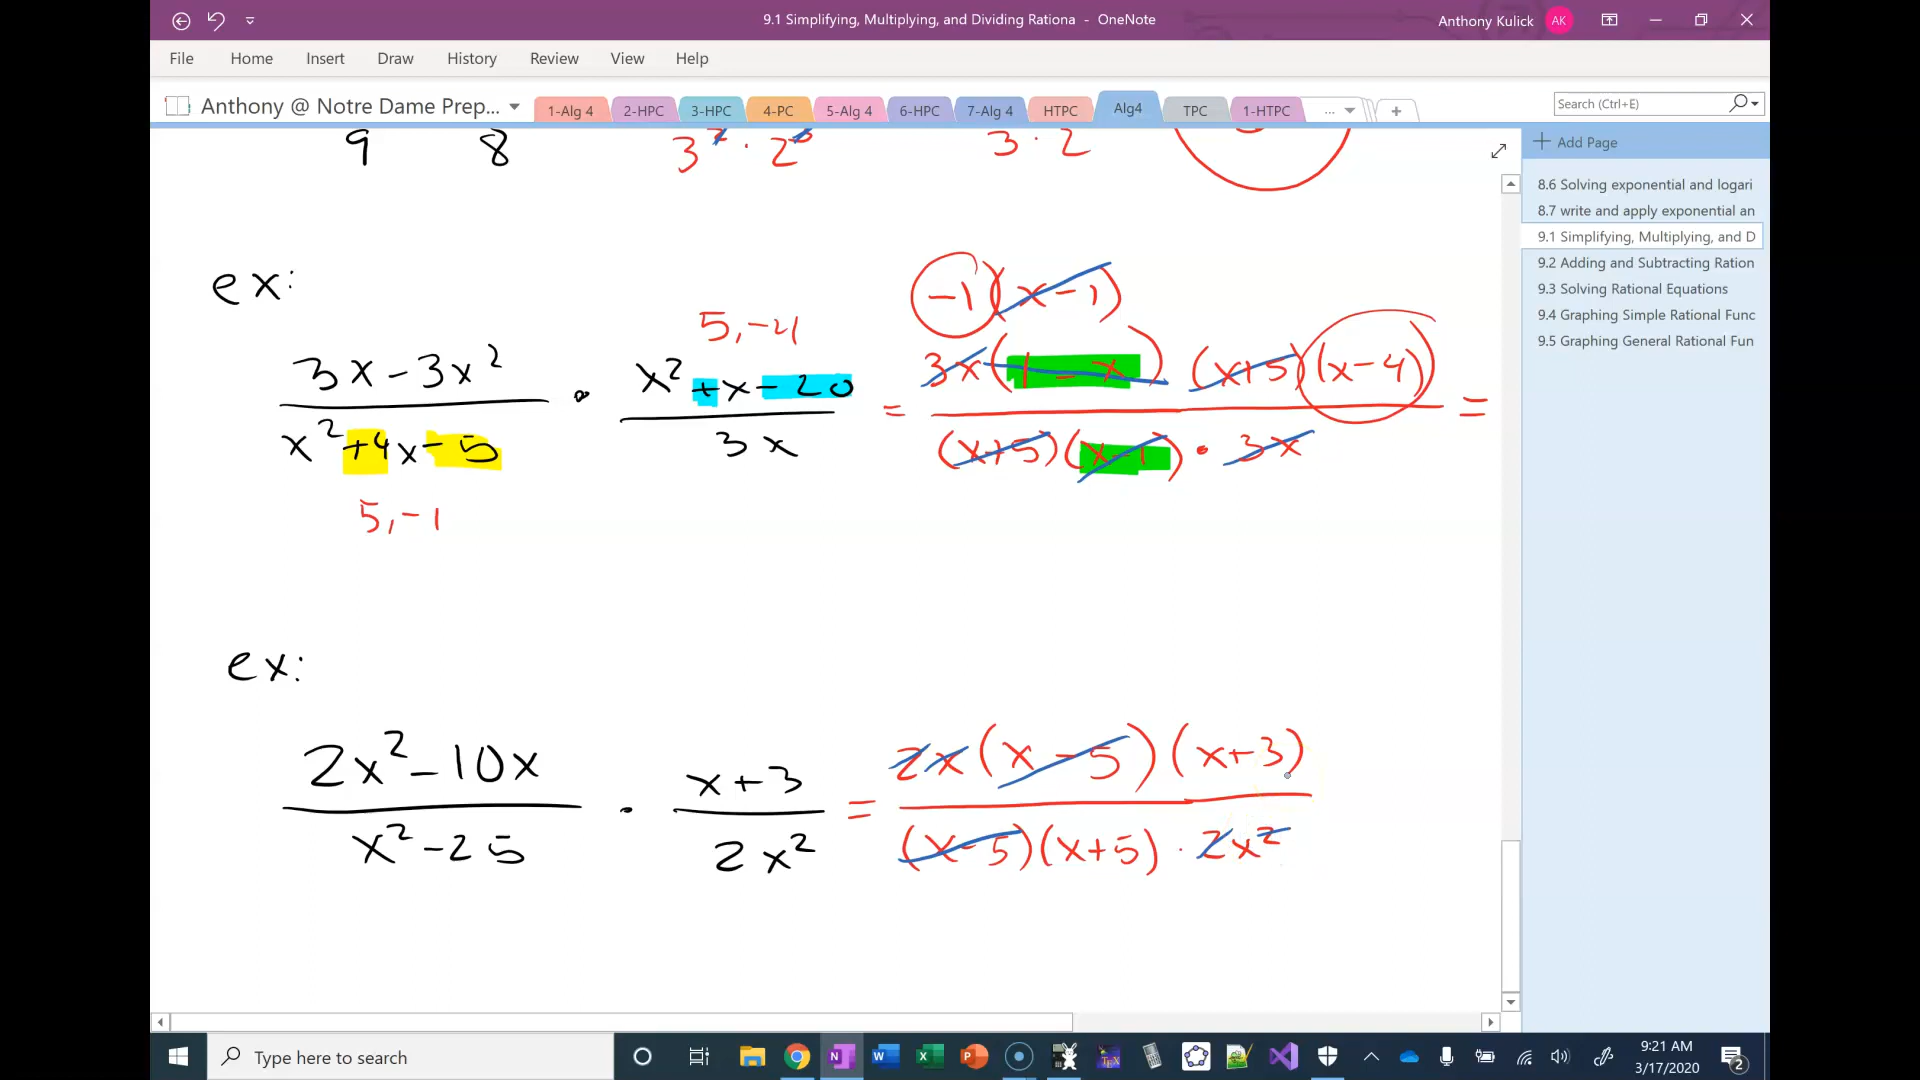 9.1 Simplifying, Multiplying, and Dividing Rationa - OneNote
Anthony Kulick AK
File Home Insert Draw History Review View Help
Anthony @ Notre Dame Prep... 1-Alg 4 2-HPC 3-HPC 4-PC 5-Alg 4 6-HPC 7-Alg 4 HTPC Alg4 TPC 1-HTPC ... +
Search (Ctrl+E)
Add Page
8.6 Solving exponential and logari
8.7 write and apply exponential an
9.1 Simplifying, Multiplying, and D
9.2 Adding and Subtracting Ration
9.3 Solving Rational Equations
9.4 Graphing Simple Rational Func
9.5 Graphing General Rational Fun
9 8 3 · 2 3 · 2
ex:
-1(x-1)
5,-4
3x-3x² x²+x-20 3x(1-x) (x+5)(x-4)
· = =
x²+4x-5 3x (x+5)(x-1) · 3x
5,-1
ex:
2x²-10x x+3 2x(x-5)(x+3)
· =
x²-25 2x² (x-5)(x+5) · 2x²
Type here to search
9:21 AM
3/17/2020
2